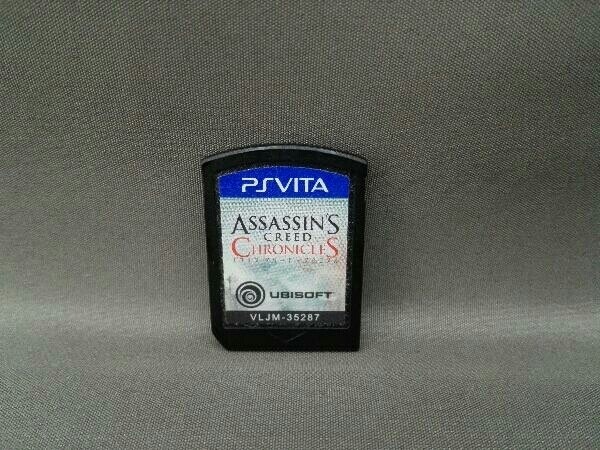 PSVITA
ASSASSIN'S
CREED
CHRONICLES
UBISOFT
VLJM-35287